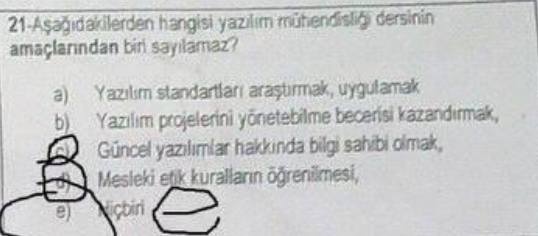 21-Aşağıdakilerden hangisi yazılım mühendisliği dersinin
amaçlarından biri sayılamaz?
a) Yazılım standartları araştırmak, uygulamak
b) Yazılım projelerini yönetebilme becerisi kazandırmak,
c) Güncel yazılımlar hakkında bilgi sahibi olmak,
d) Mesleki etik kuralların öğrenilmesi,
e) Hiçbiri